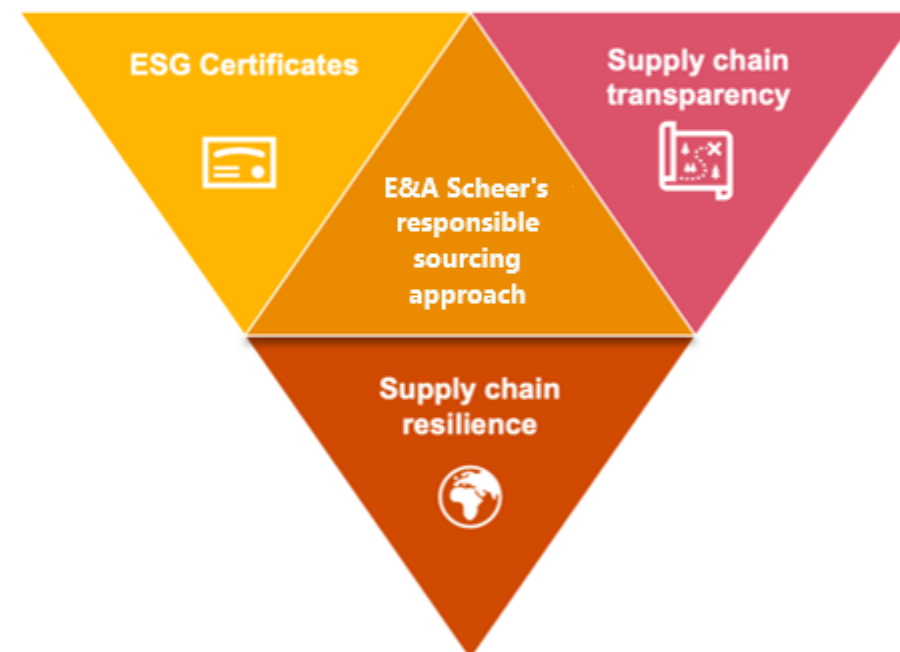 ESG Certificates
Supply chain
transparency
E&A Scheer's
responsible
sourcing
approach
Supply chain
resilience